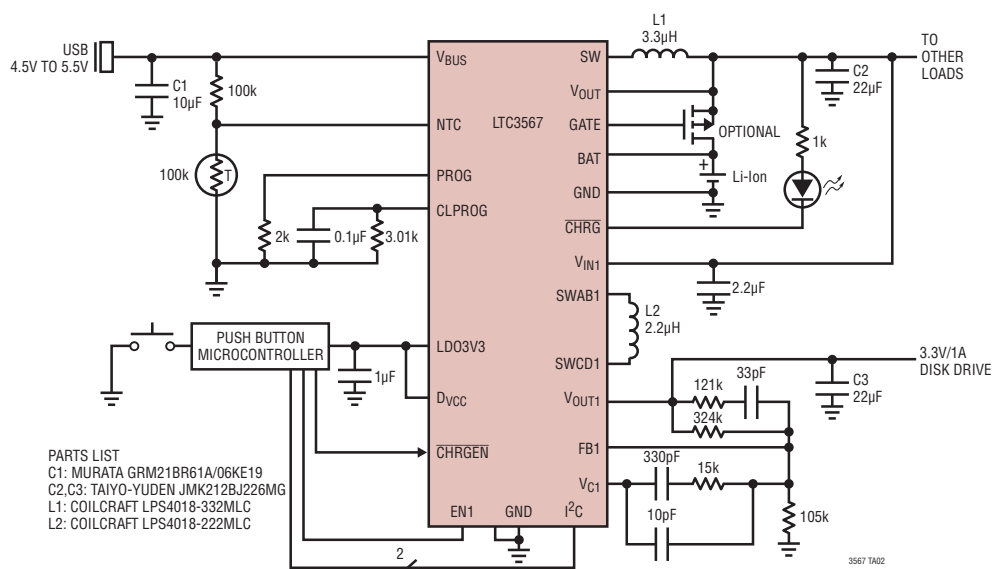 L1
3.3µH
USB
4.5V TO 5.5V
C1
10µF
100k
VBUS
SW
TO
OTHER
LOADS
C2
22µF
VOUT
NTC
LTC3567
GATE
OPTIONAL
1k
100k
T
BAT
+
Li-Ion
PROG
GND
CLPROG
2k
0.1µF
3.01k
CHRG
VIN1
2.2µF
SWAB1
L2
2.2µH
PUSH BUTTON
MICROCONTROLLER
LDO3V3
SWCD1
3.3V/1A
DISK DRIVE
1µF
33pF
121k
C3
22µF
DVCC
VOUT1
324k
FB1
CHRGEN
330pF
15k
VC1
10pF
105k
EN1
GND
I2C
2
PARTS LIST
C1: MURATA GRM21BR61A/06KE19
C2,C3: TAIYO-YUDEN JMK212BJ226MG
L1: COILCRAFT LPS4018-332MLC
L2: COILCRAFT LPS4018-222MLC
3567 TA02